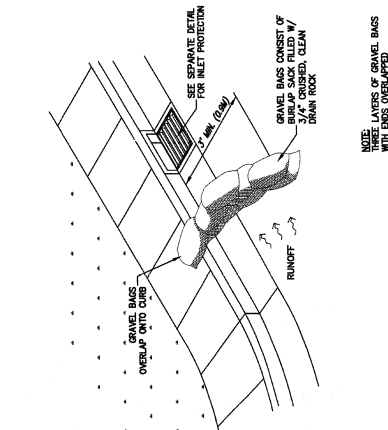 SEE SEPARATE DETAIL
FOR INLET PROTECTION
3' MIN. (0.9M)
GRAVEL BAGS CONSIST OF
BURLAP SACK FILLED W/
3/4" CRUSHED, CLEAN
DRAIN ROCK
GRAVEL BAGS
OVERLAP ONTO CURB
RUNOFF
NOTE:
THREE LAYERS OF GRAVEL BAGS
WITH ENDS OVERLAPPED